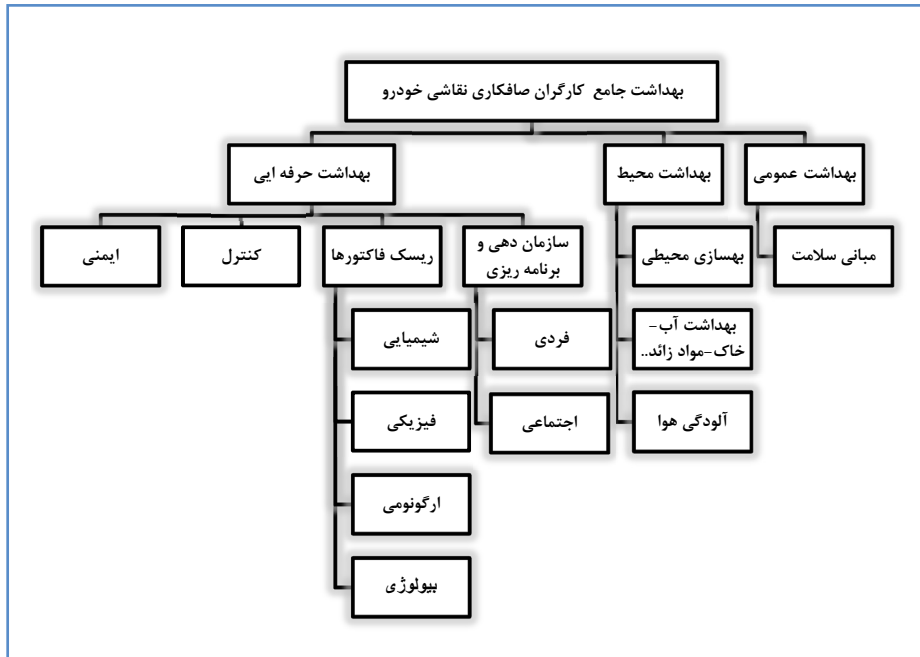 بهداشت جامع کارگران صافکاری نقاشی خودرو
بهداشت عمومی
بهداشت محیط
بهداشت حرفه ایی
مبانی سلامت
بهسازی محیطی
سازمان دهی و
برنامه ریزی
ریسک فاکتورها
کنترل
ایمنی
بهداشت آب-
خاک-مواد زائد..
فردی
شیمیایی
آلودگی هوا
اجتماعی
فیزیکی
ارگونومی
بیولوژی